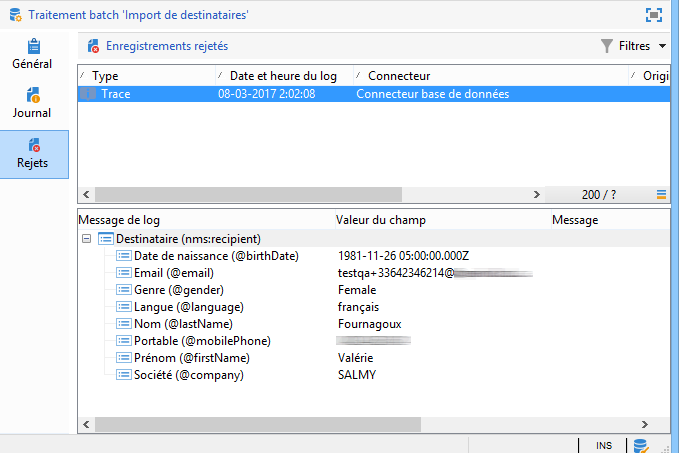 Traitement batch 'Import de destinataires'
Général
Journal
Rejets
Enregistrements rejetés
Filtres
Type Date et heure du log Connecteur Origi
Trace 08-03-2017 2:02:08 Connecteur base de données
200 / ?
Message de log Valeur du champ Message
Destinataire (nms:recipient)
Date de naissance (@birthDate) 1981-11-26 05:00:00.000Z
Email (@email) testqa+33642346214@
Genre (@gender) Female
Langue (@language) français
Nom (@lastName) Fournagoux
Portable (@mobilePhone)
Prénom (@firstName) Valérie
Société (@company) SALMY
INS